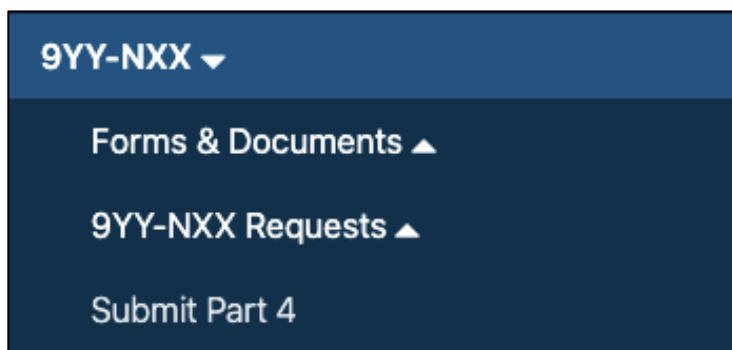 9YY-NXX
Forms & Documents
9YY-NXX Requests
Submit Part 4